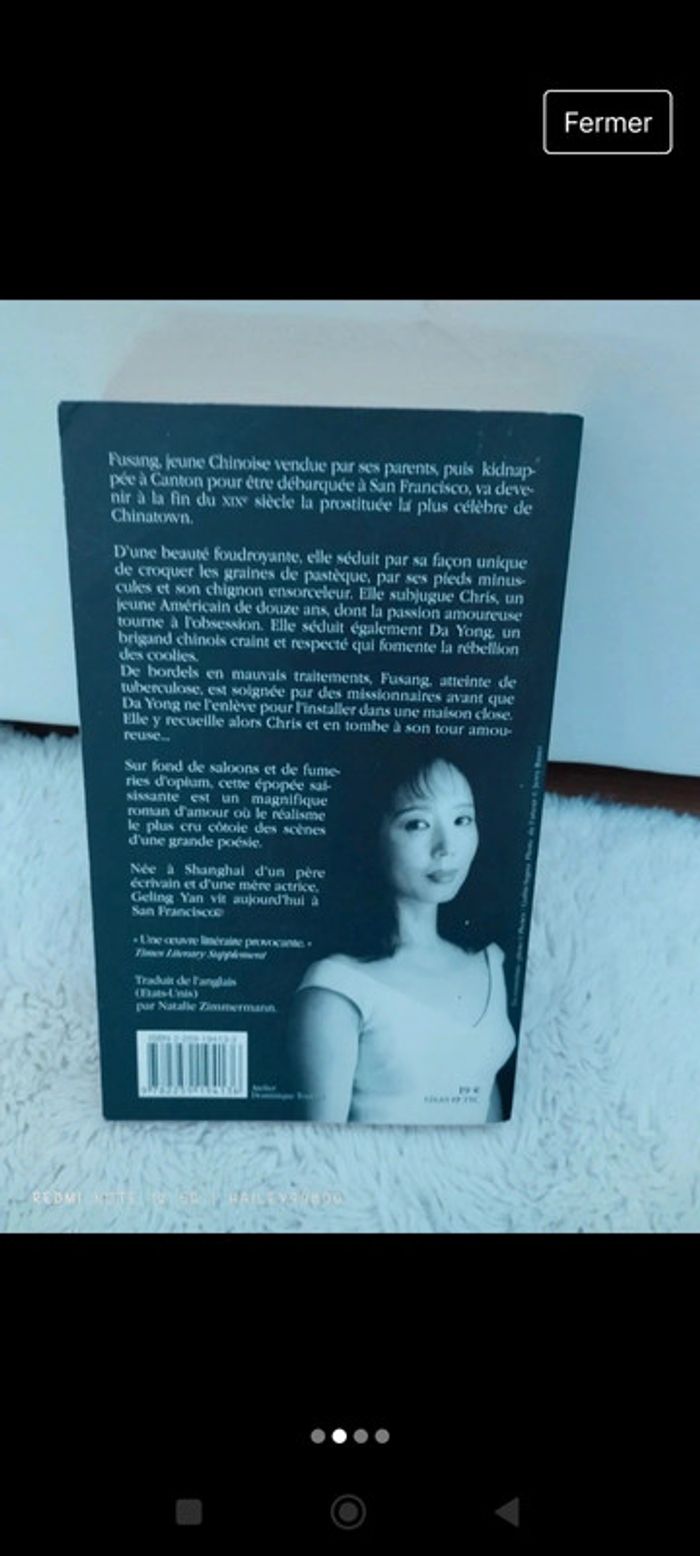 Fermer
Fusang, jeune Chinoise vendue par ses parents, puis kidnap-
pée à Canton pour être débarquée à San Francisco, va deve-
nir à la fin du XIXe siècle la prostituée la plus célèbre de
Chinatown.
D'une beauté foudroyante, elle séduit par sa façon unique
de croquer les graines de pastèque, par ses pieds minus-
cules et son chignon ensorceleur. Elle subjugue Chris, un
jeune Américain de douze ans, dont la passion amoureuse
tourne à l'obsession. Elle séduit également Da Yong, un
brigand chinois craint et respecté qui fomente la rébellion
des coolies.
De bordels en mauvais traitements, Fusang, atteinte de
tuberculose, est soignée par des missionnaires avant que
Da Yong ne l'enlève pour l'installer dans une maison close.
Elle y recueille alors Chris et en tombe à son tour amou-
reuse...
Sur fond de saloons et de fume-
ries d'opium, cette épopée sai-
sissante est un magnifique
roman d'amour où le réalisme
le plus cru côtoie des scènes
d'une grande poésie.
Née à Shanghai d'un père
écrivain et d'une mère actrice,
Geling Yan vit aujourd'hui à
San Francisco
« Une œuvre littéraire provocante. »
Times Literary Supplement
Traduit de l'anglais
(Etats-Unis)
par Natalie Zimmermann.
Atelier
Dominique
19 €
REDMI NOTE